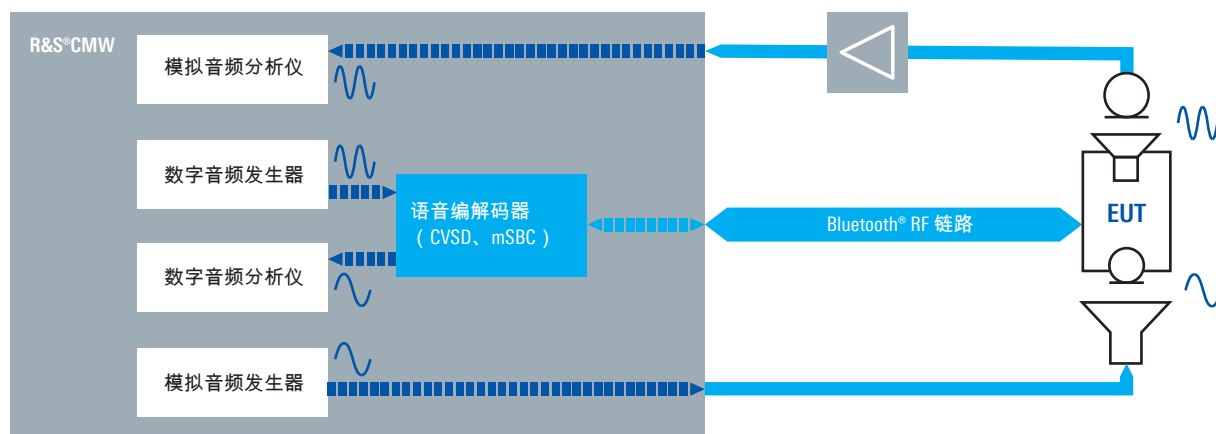 R&S®CMW
模拟音频分析仪
数字音频发生器
语音编解码器
（CVSD、mSBC）
Bluetooth® RF 链路
EUT
数字音频分析仪
模拟音频发生器